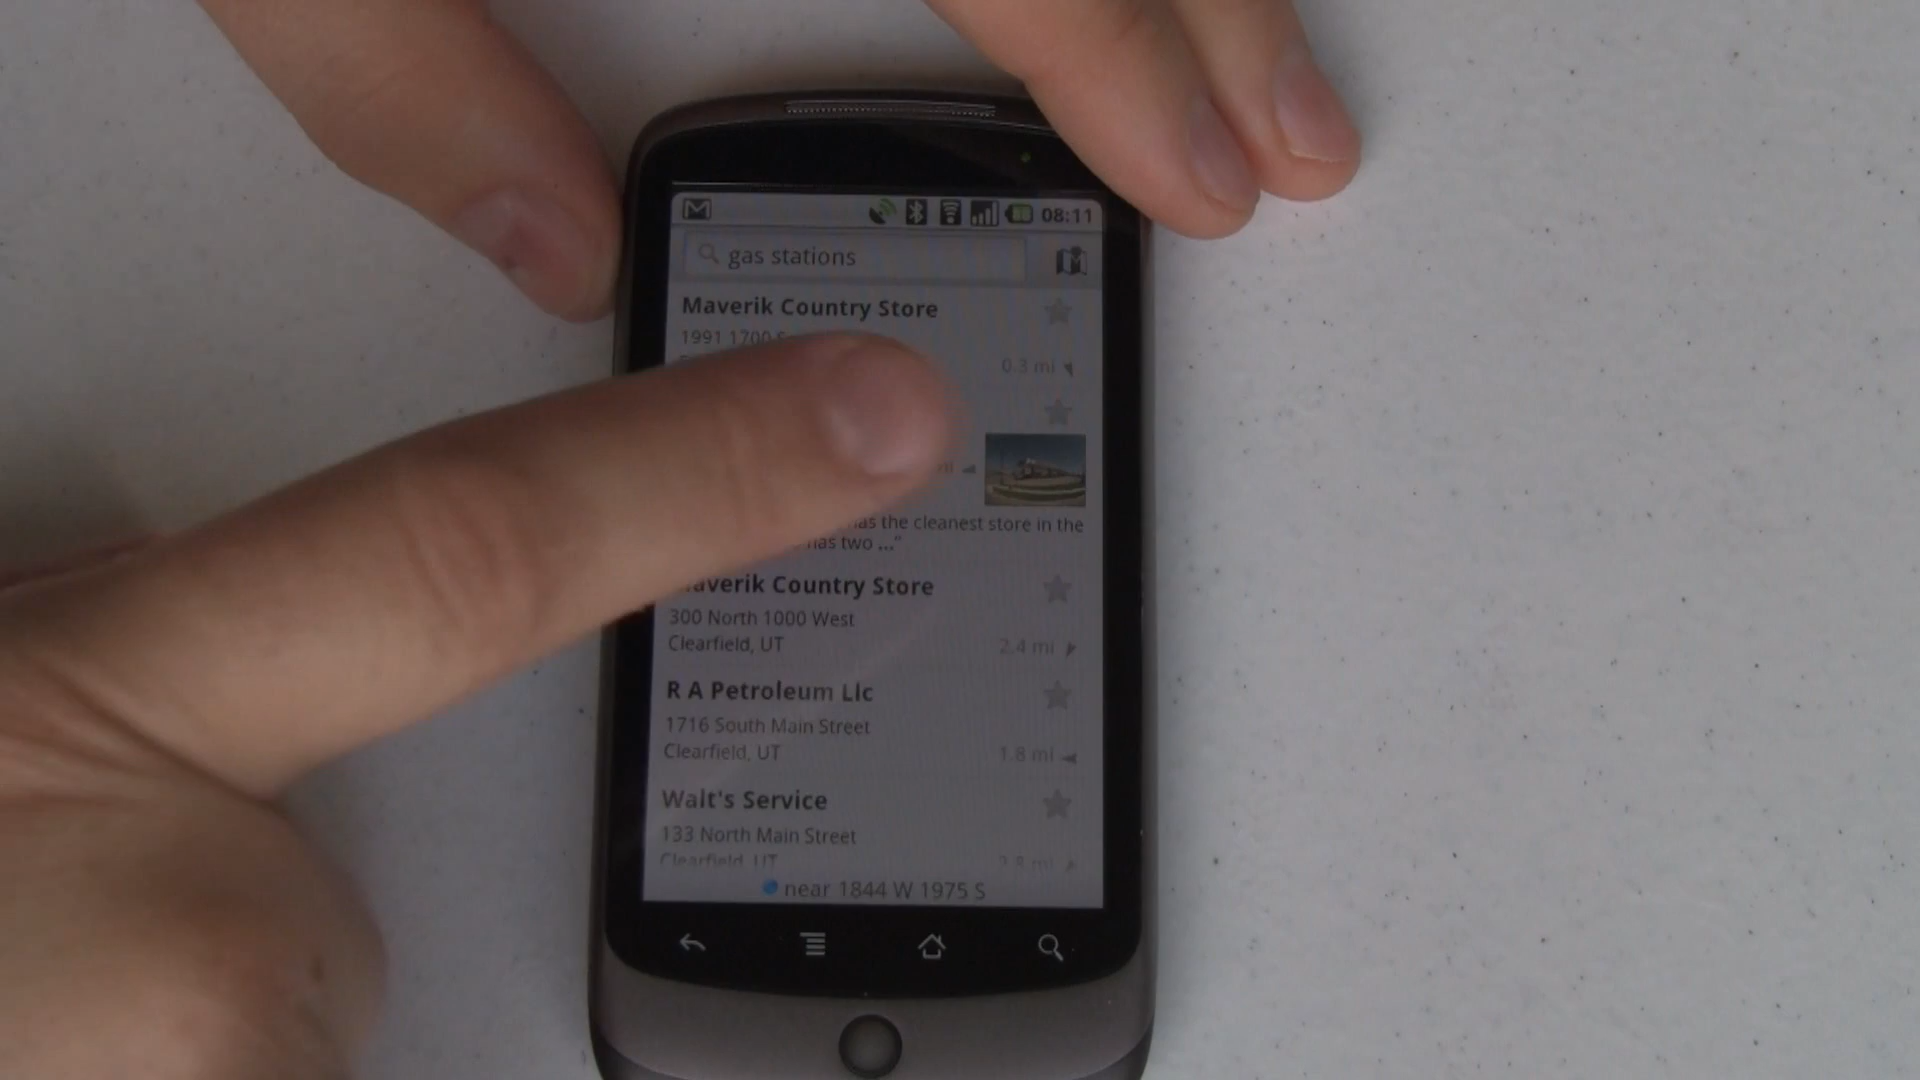 08:11
gas stations
Maverik Country Store
1991 1700
0.3 mi
has the cleanest store in the
has two ..."
Maverik Country Store
300 North 1000 West
Clearfield, UT 2.4 mi
R A Petroleum Llc
1716 South Main Street
Clearfield, UT 1.8 mi
Walt's Service
133 North Main Street
Clearfield, UT 2.8 mi
near 1844 W 1975 S